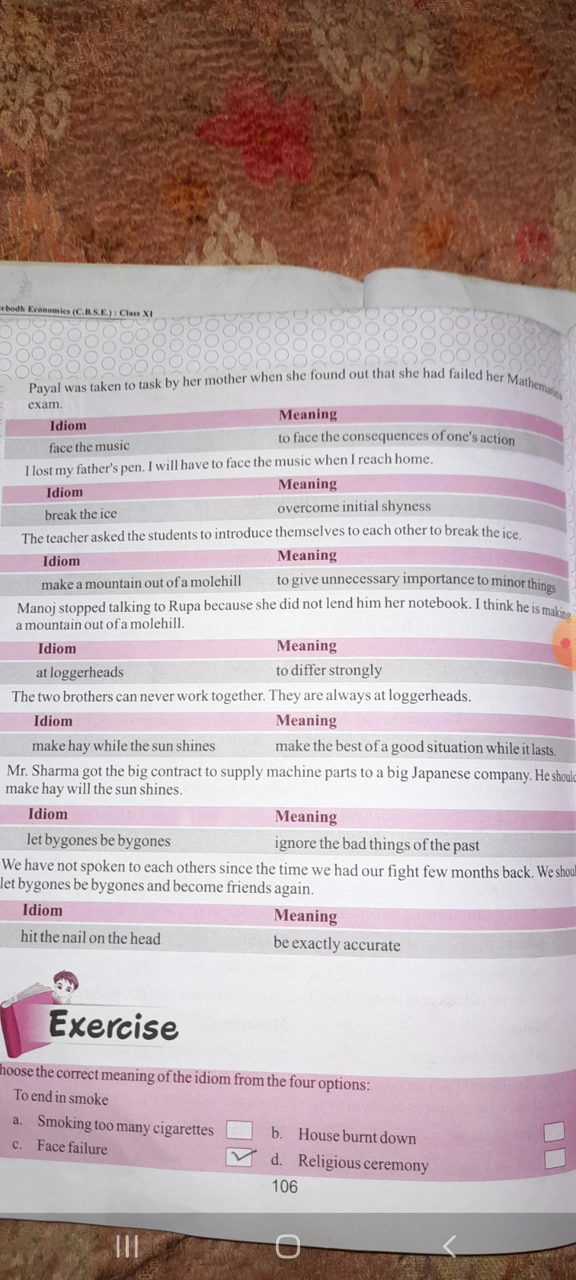 vbodh Economics (C.B.S.E.) : Class XI
Payal was taken to task by her mother when she found out that she had failed her Mathematics
exam.
Idiom Meaning
face the music to face the consequences of one's action
I lost my father's pen. I will have to face the music when I reach home.
Idiom Meaning
break the ice overcome initial shyness
The teacher asked the students to introduce themselves to each other to break the ice.
Idiom Meaning
make a mountain out of a molehill to give unnecessary importance to minor things
Manoj stopped talking to Rupa because she did not lend him her notebook. I think he is making
a mountain out of a molehill.
Idiom Meaning
at loggerheads to differ strongly
The two brothers can never work together. They are always at loggerheads.
Idiom Meaning
make hay while the sun shines make the best of a good situation while it lasts.
Mr. Sharma got the big contract to supply machine parts to a big Japanese company. He should
make hay will the sun shines.
Idiom Meaning
let bygones be bygones ignore the bad things of the past
We have not spoken to each others since the time we had our fight few months back. We shoul
let bygones be bygones and become friends again.
Idiom Meaning
hit the nail on the head be exactly accurate
Exercise
hoose the correct meaning of the idiom from the four options:
To end in smoke
a. Smoking too many cigarettes b. House burnt down
c. Face failure d. Religious ceremony
106